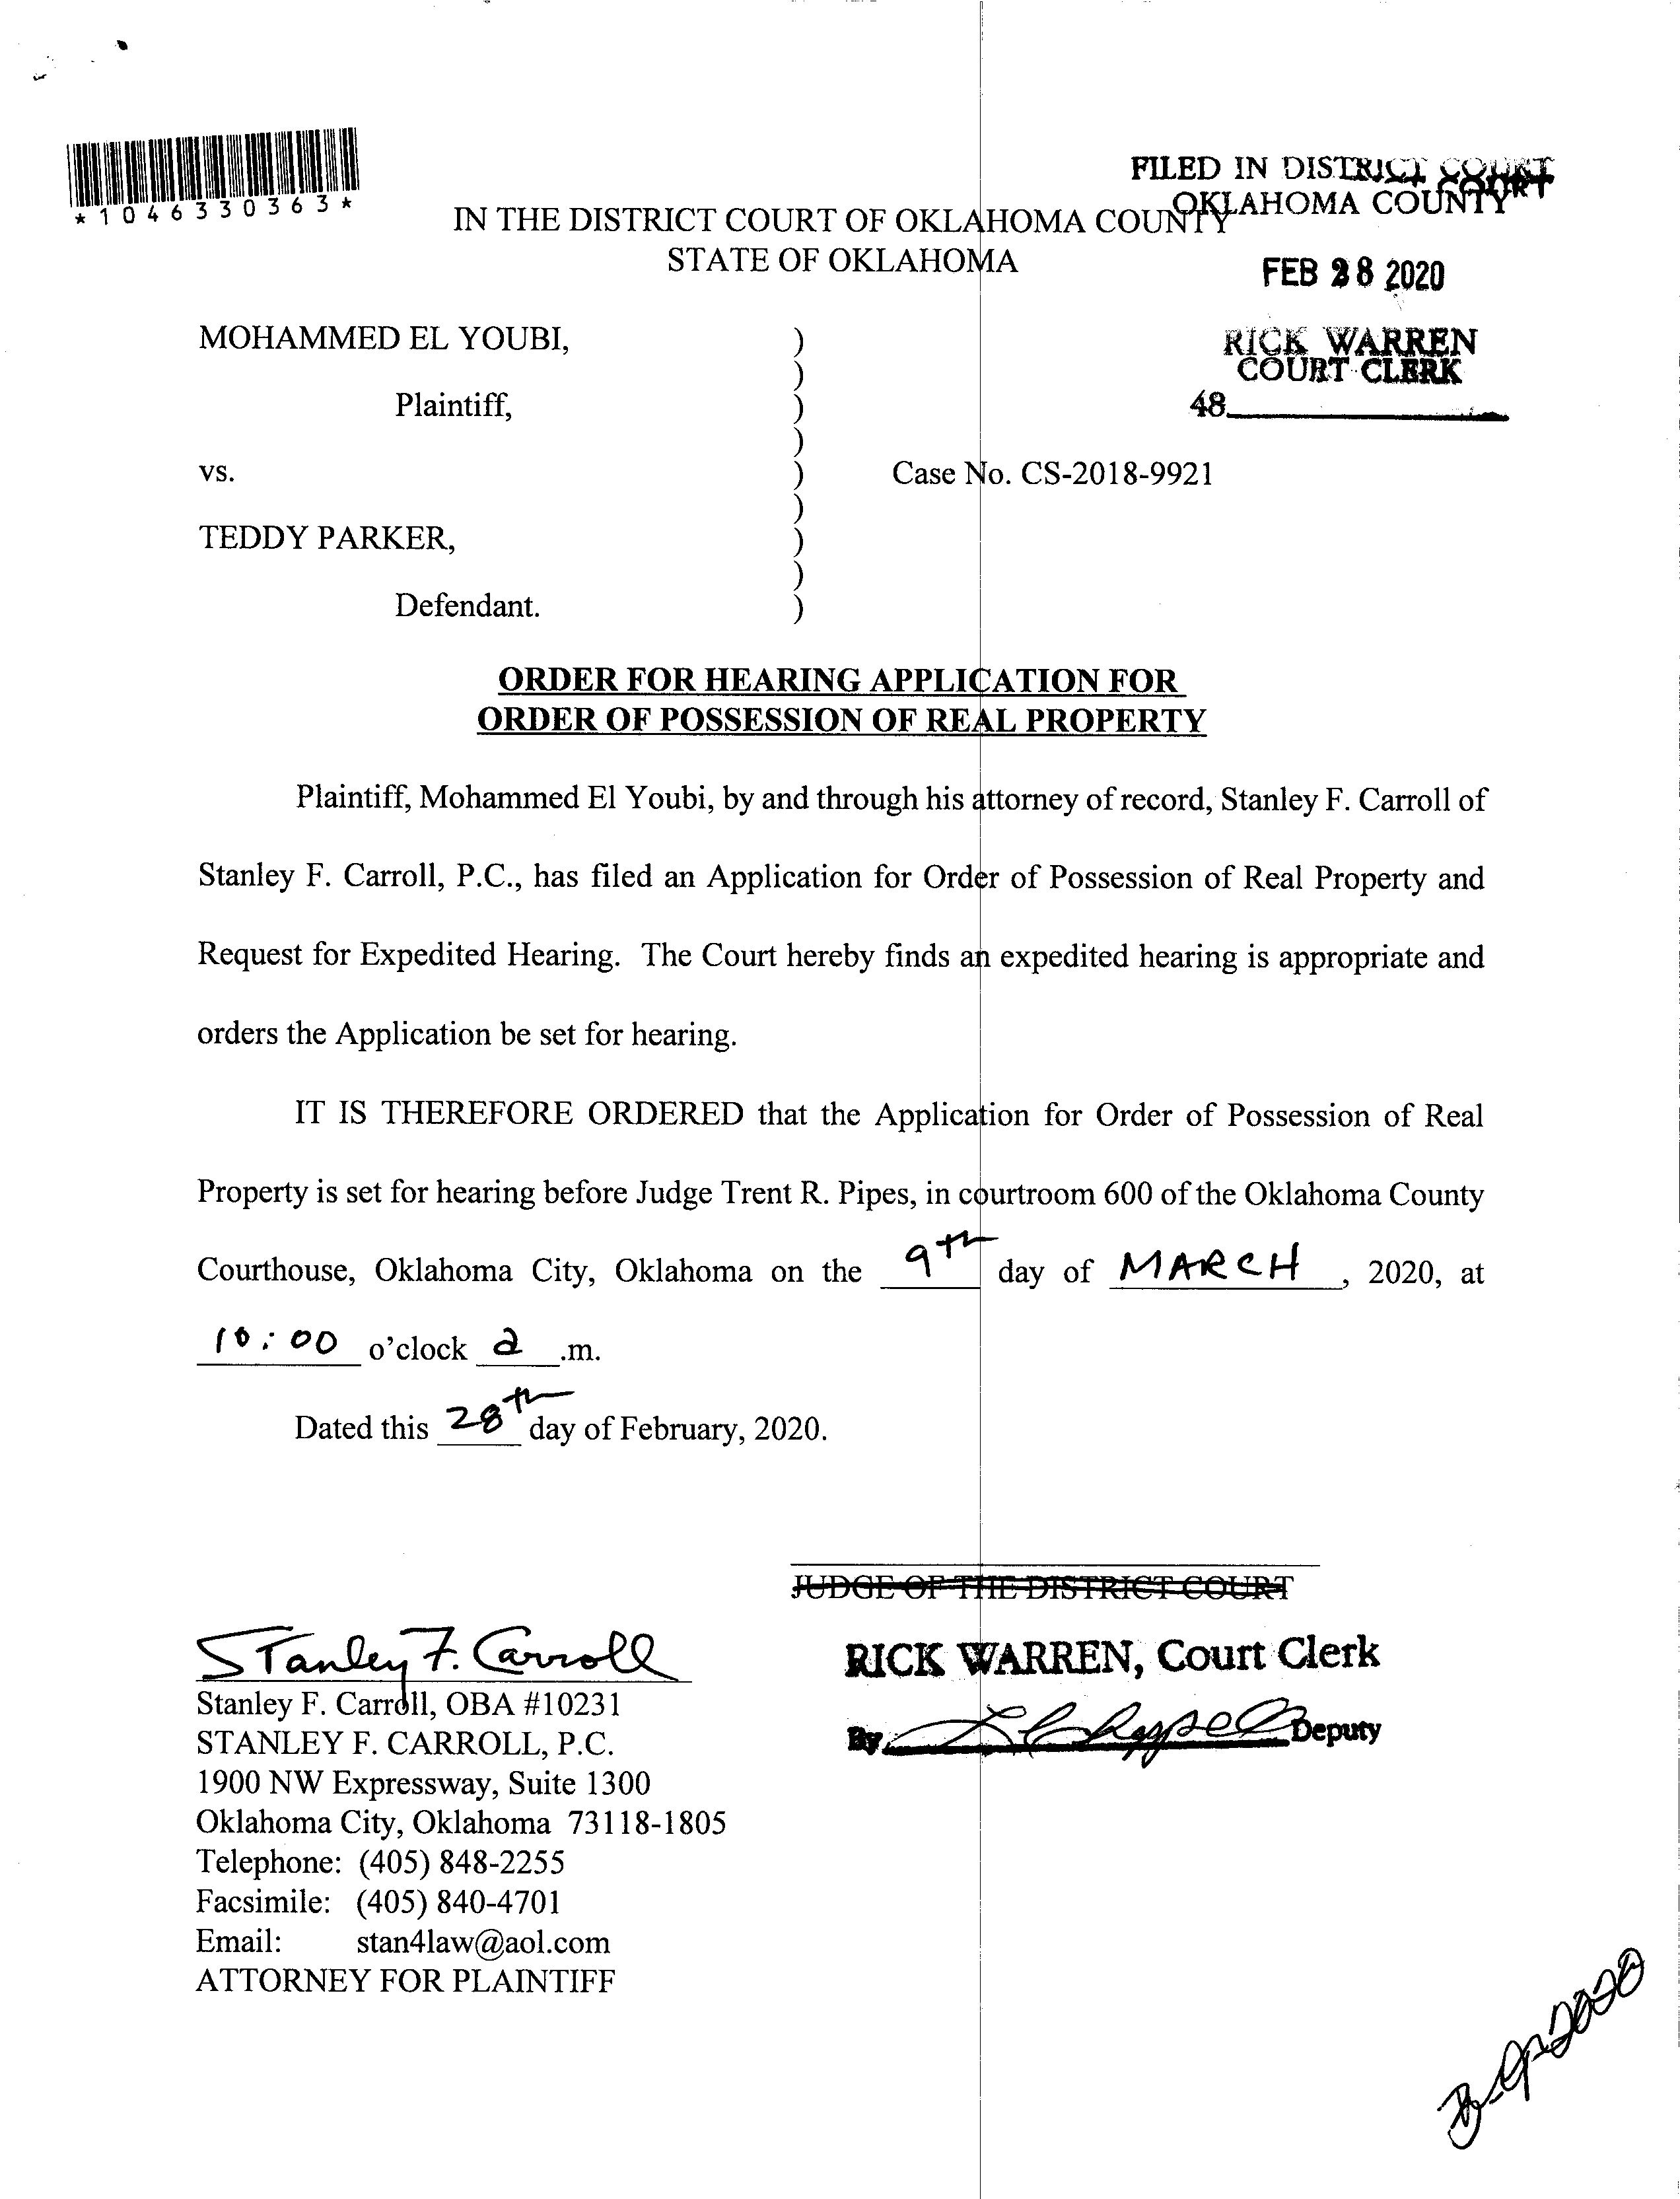 *1046330363*
FILED IN DISTRICT COURT
OKLAHOMA COUNTY
IN THE DISTRICT COURT OF OKLAHOMA COUNTY
STATE OF OKLAHOMA
FEB 28 2020
RICK WARREN
COURT CLERK
48
MOHAMMED EL YOUBI, )
)
Plaintiff, )
)
vs. ) Case No. CS-2018-9921
)
TEDDY PARKER, )
)
Defendant. )
ORDER FOR HEARING APPLICATION FOR
ORDER OF POSSESSION OF REAL PROPERTY
Plaintiff, Mohammed El Youbi, by and through his attorney of record, Stanley F. Carroll of
Stanley F. Carroll, P.C., has filed an Application for Order of Possession of Real Property and
Request for Expedited Hearing. The Court hereby finds an expedited hearing is appropriate and
orders the Application be set for hearing.
IT IS THEREFORE ORDERED that the Application for Order of Possession of Real
Property is set for hearing before Judge Trent R. Pipes, in courtroom 600 of the Oklahoma County
Courthouse, Oklahoma City, Oklahoma on the 9th day of MARCH, 2020, at
10:00 o'clock a .m.
Dated this 28th day of February, 2020.
JUDGE OF THE DISTRICT COURT
RICK WARREN, Court Clerk
By Deputy
Stanley F. Carroll
Stanley F. Carroll, OBA #10231
STANLEY F. CARROLL, P.C.
1900 NW Expressway, Suite 1300
Oklahoma City, Oklahoma 73118-1805
Telephone: (405) 848-2255
Facsimile: (405) 840-4701
Email: stan4law@aol.com
ATTORNEY FOR PLAINTIFF